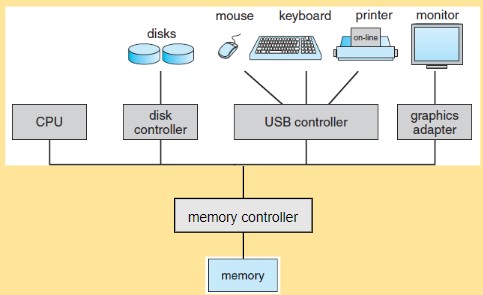 mouse
keyboard
printer
monitor
disks
on-line
CPU
disk
controller
USB controller
graphics
adapter
memory controller
memory